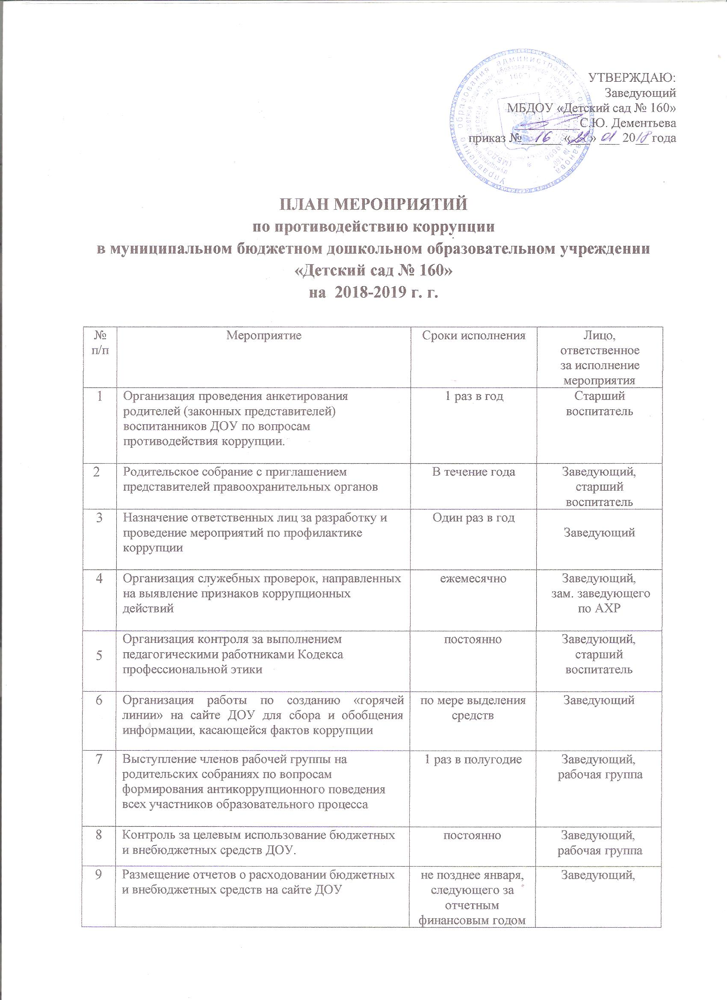 УТВЕРЖДАЮ:
Заведующий
МБДОУ «Детский сад № 160»
С.Ю. Дементьева
приказ № 16 «22» 01 2018 года
Управление образования администрации города Иванова
ПЛАН МЕРОПРИЯТИЙ
по противодействию коррупции
в муниципальном бюджетном дошкольном образовательном учреждении
«Детский сад № 160»
на 2018-2019 г. г.
№ п/п
Мероприятие
Сроки исполнения
Лицо,
ответственное
за исполнение
мероприятия
1
Организация проведения анкетирования
родителей (законных представителей)
воспитанников ДОУ по вопросам
противодействия коррупции.
1 раз в год
Старший
воспитатель
2
Родительское собрание с приглашением
представителей правоохранительных органов
В течение года
Заведующий,
старший
воспитатель
3
Назначение ответственных лиц за разработку и
проведение мероприятий по профилактике
коррупции
Один раз в год
Заведующий
4
Организация служебных проверок, направленных
на выявление признаков коррупционных
действий
ежемесячно
Заведующий,
зам. заведующего
по АХР
5
Организация контроля за выполнением
педагогическими работниками Кодекса
профессиональной этики
постоянно
Заведующий,
старший
воспитатель
6
Организация работы по созданию «горячей
линии» на сайте ДОУ для сбора и обобщения
информации, касающейся фактов коррупции
по мере выделения
средств
Заведующий
7
Выступление членов рабочей группы на
родительских собраниях по вопросам
формирования антикоррупционного поведения
всех участников образовательного процесса
1 раз в полугодие
Заведующий,
рабочая группа
8
Контроль за целевым использование бюджетных
и внебюджетных средств ДОУ.
постоянно
Заведующий,
рабочая группа
9
Размещение отчетов о расходовании бюджетных
и внебюджетных средств на сайте ДОУ
не позднее января,
следующего за
отчетным
финансовым годом
Заведующий,